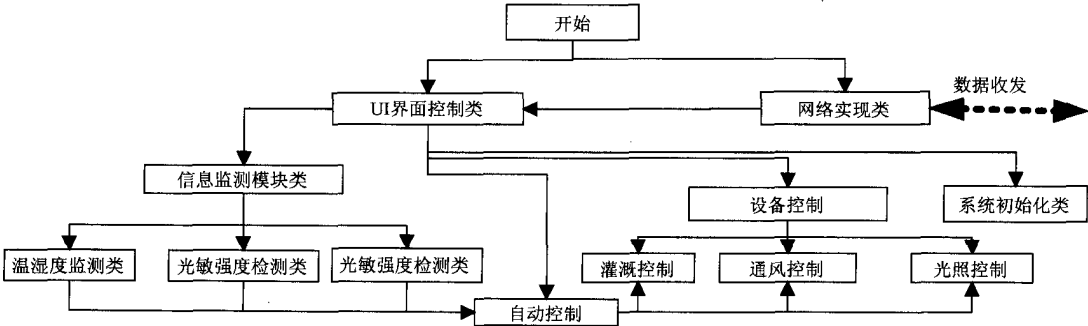 开始
数据收发
UI界面控制类
网络实现类
信息监测模块类
设备控制
系统初始化类
温湿度监测类
光敏强度检测类
光敏强度检测类
灌溉控制
通风控制
光照控制
自动控制